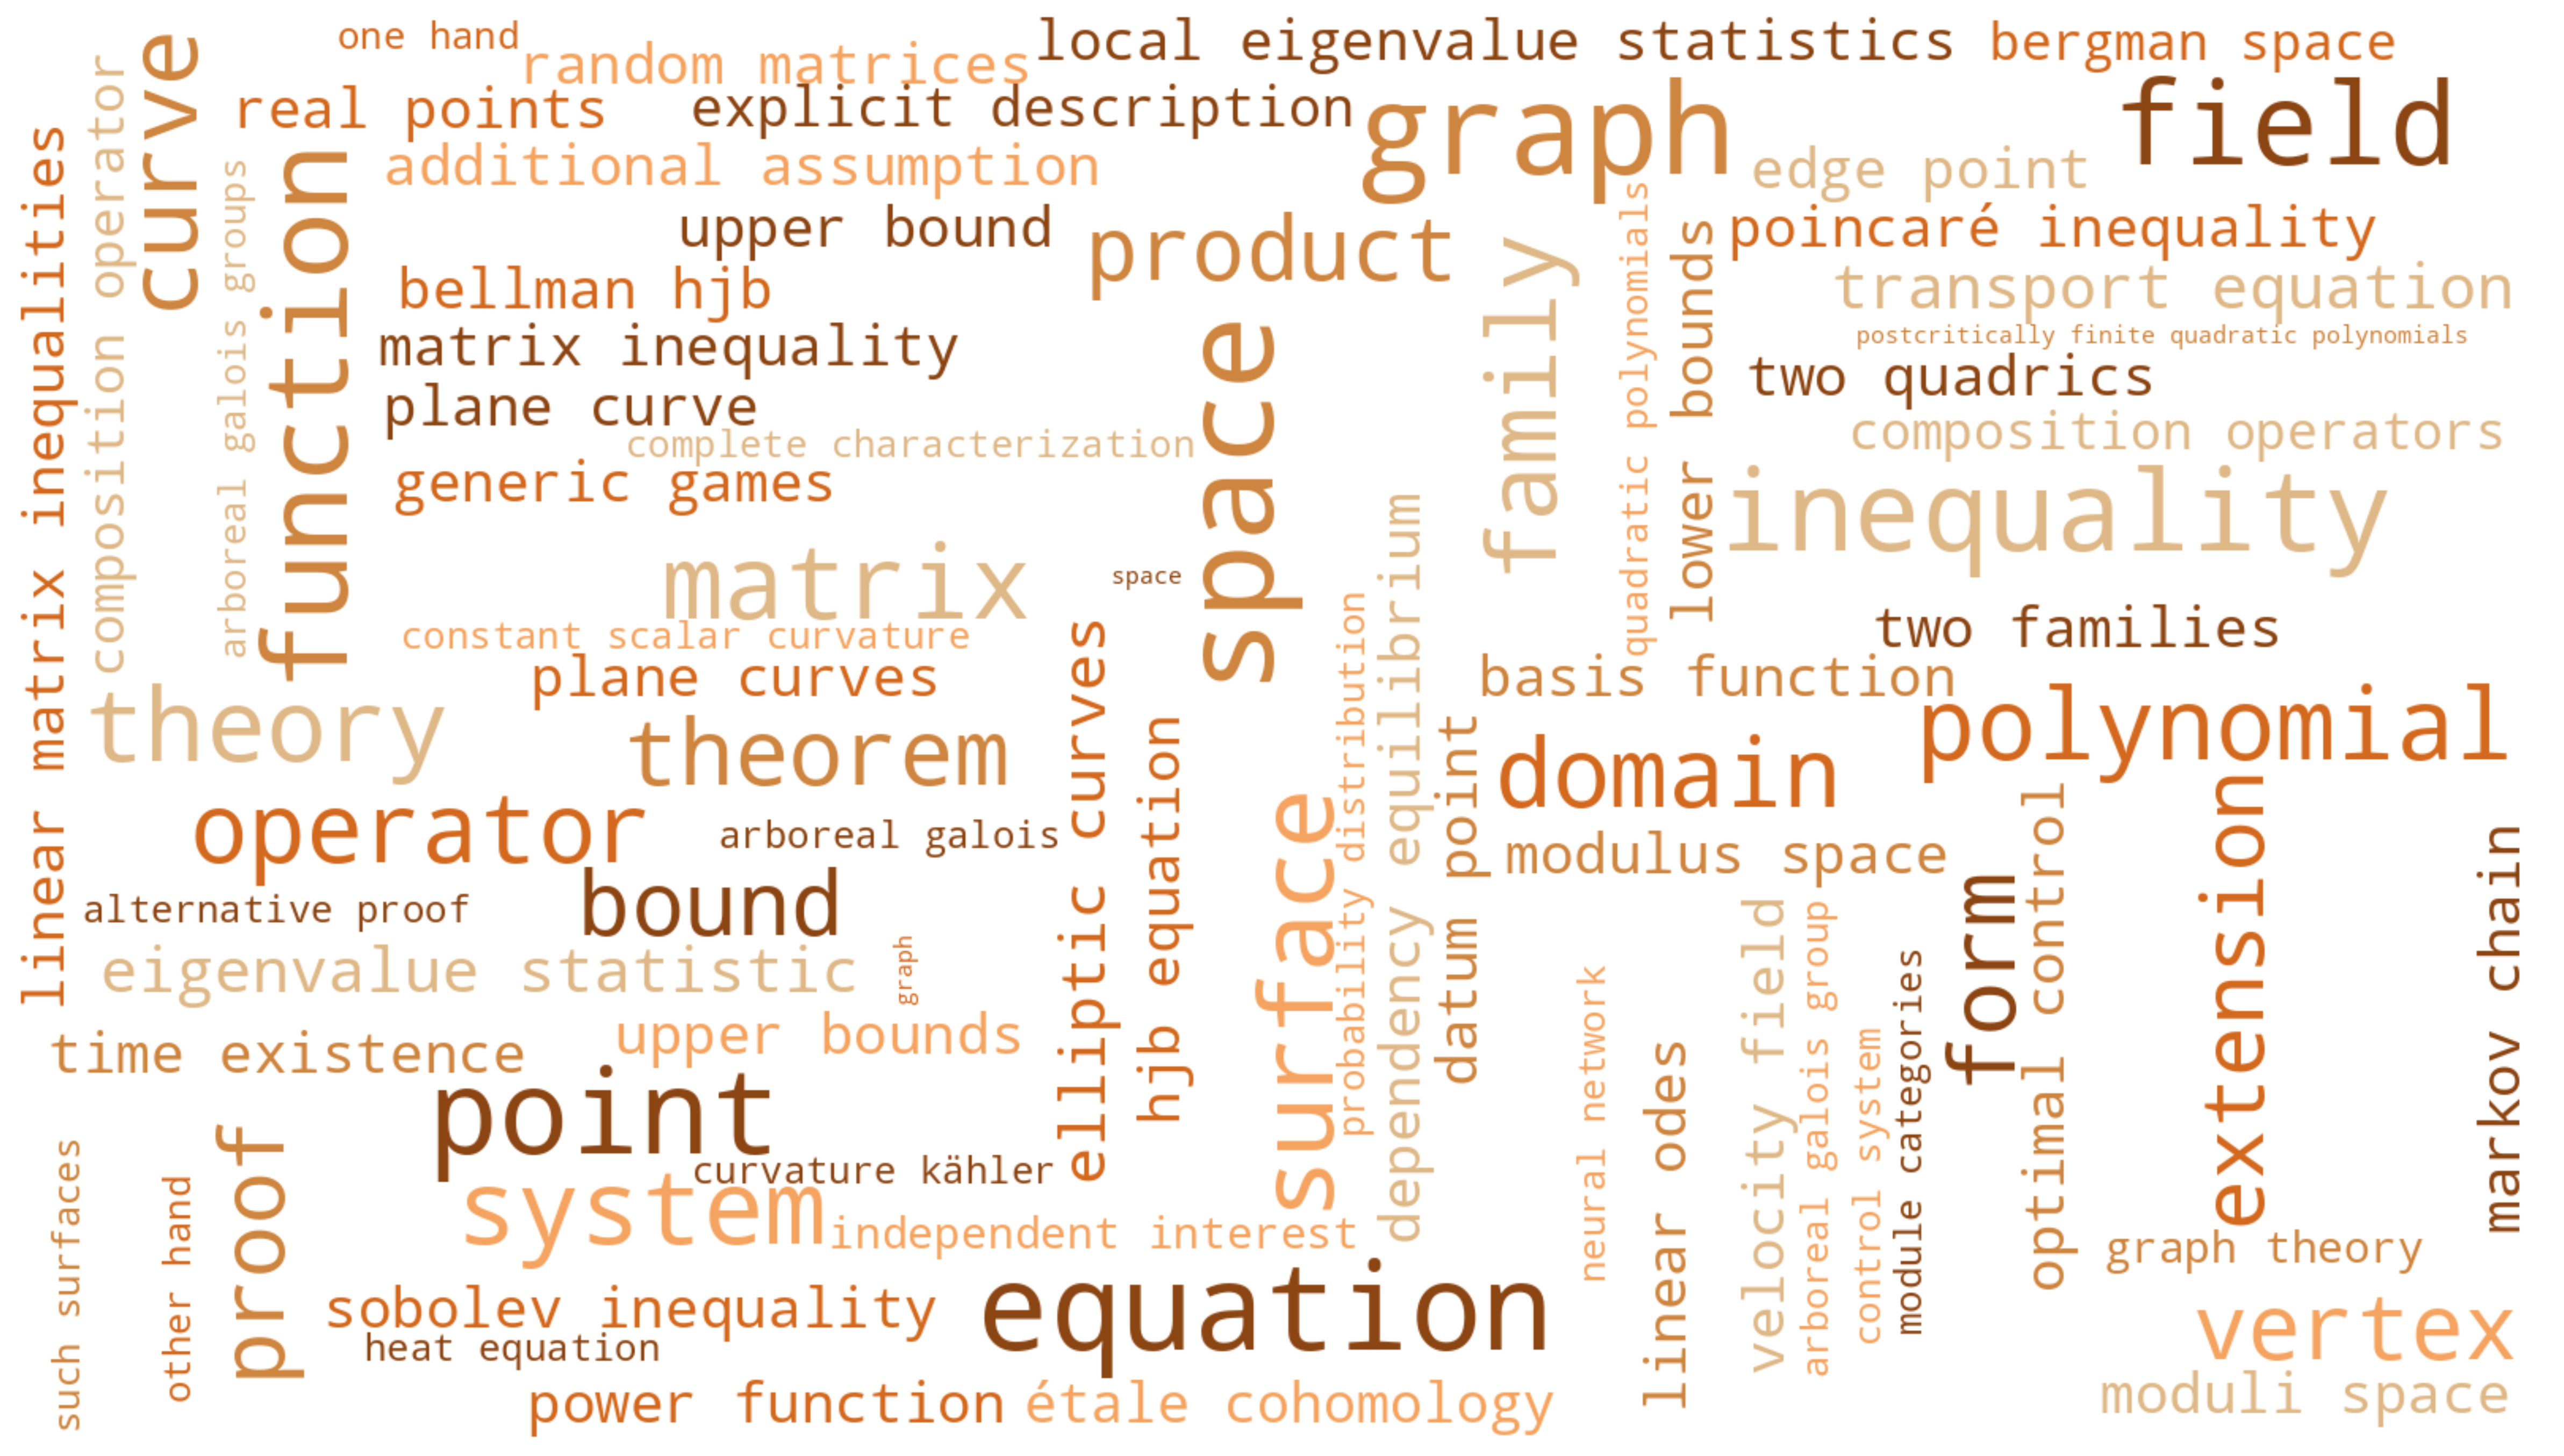 one hand
random matrices
local eigenvalue statistics
bergman space
curve
composition operator
real points
explicit description
graph
field
linear matrix inequalities
arboreal galois groups
function
additional assumption
edge point
upper bound
product
family
quadratic polynomials
lower bounds
poincaré inequality
bellman hjb
transport equation
matrix inequality
space
postcritically finite quadratic polynomials
plane curve
two quadrics
complete characterization
composition operators
generic games
inequality
matrix
space
dependency equilibrium
constant scalar curvature
probability distribution
two families
plane curves
elliptic curves
basis function
theory
theorem
hjb equation
datum point
domain
polynomial
operator
arboreal galois
surface
modulus space
optimal control
extension
markov chain
alternative proof
bound
form
eigenvalue statistic
graph
velocity field
arboreal galois group
module categories
time existence
upper bounds
neural network
linear odes
control system
point
such surfaces
other hand
proof
curvature kähler
system
independent interest
graph theory
sobolev inequality
equation
vertex
heat equation
power function
étale cohomology
moduli space